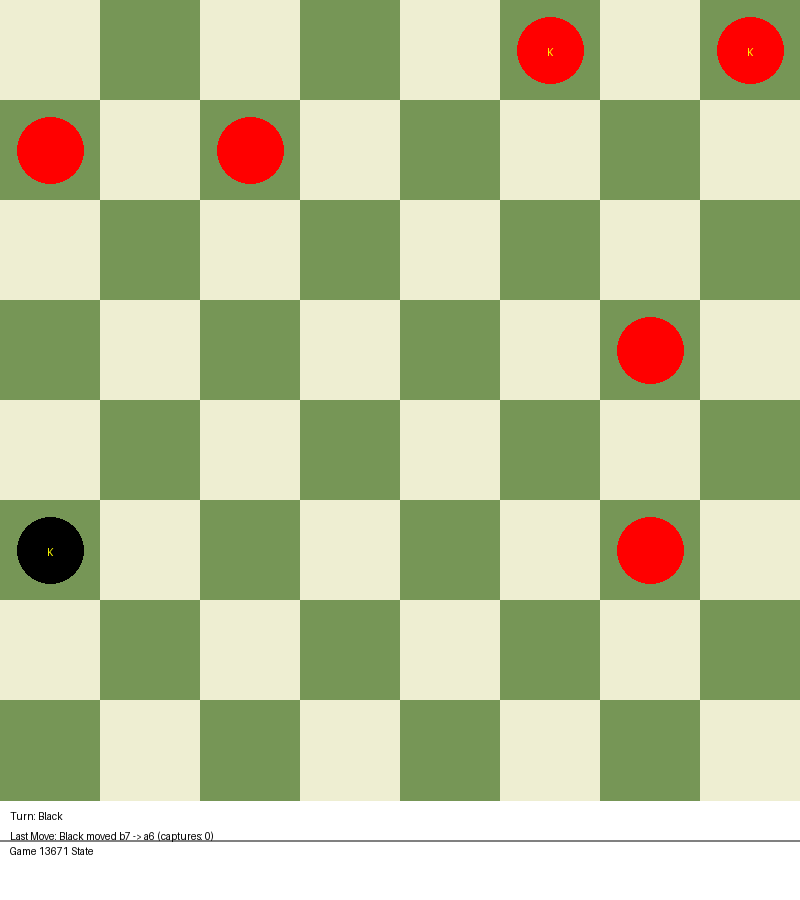 K K
K
Turn: Black
Last Move: Black moved b7 -> a6 (captures: 0)
Game 13671 State